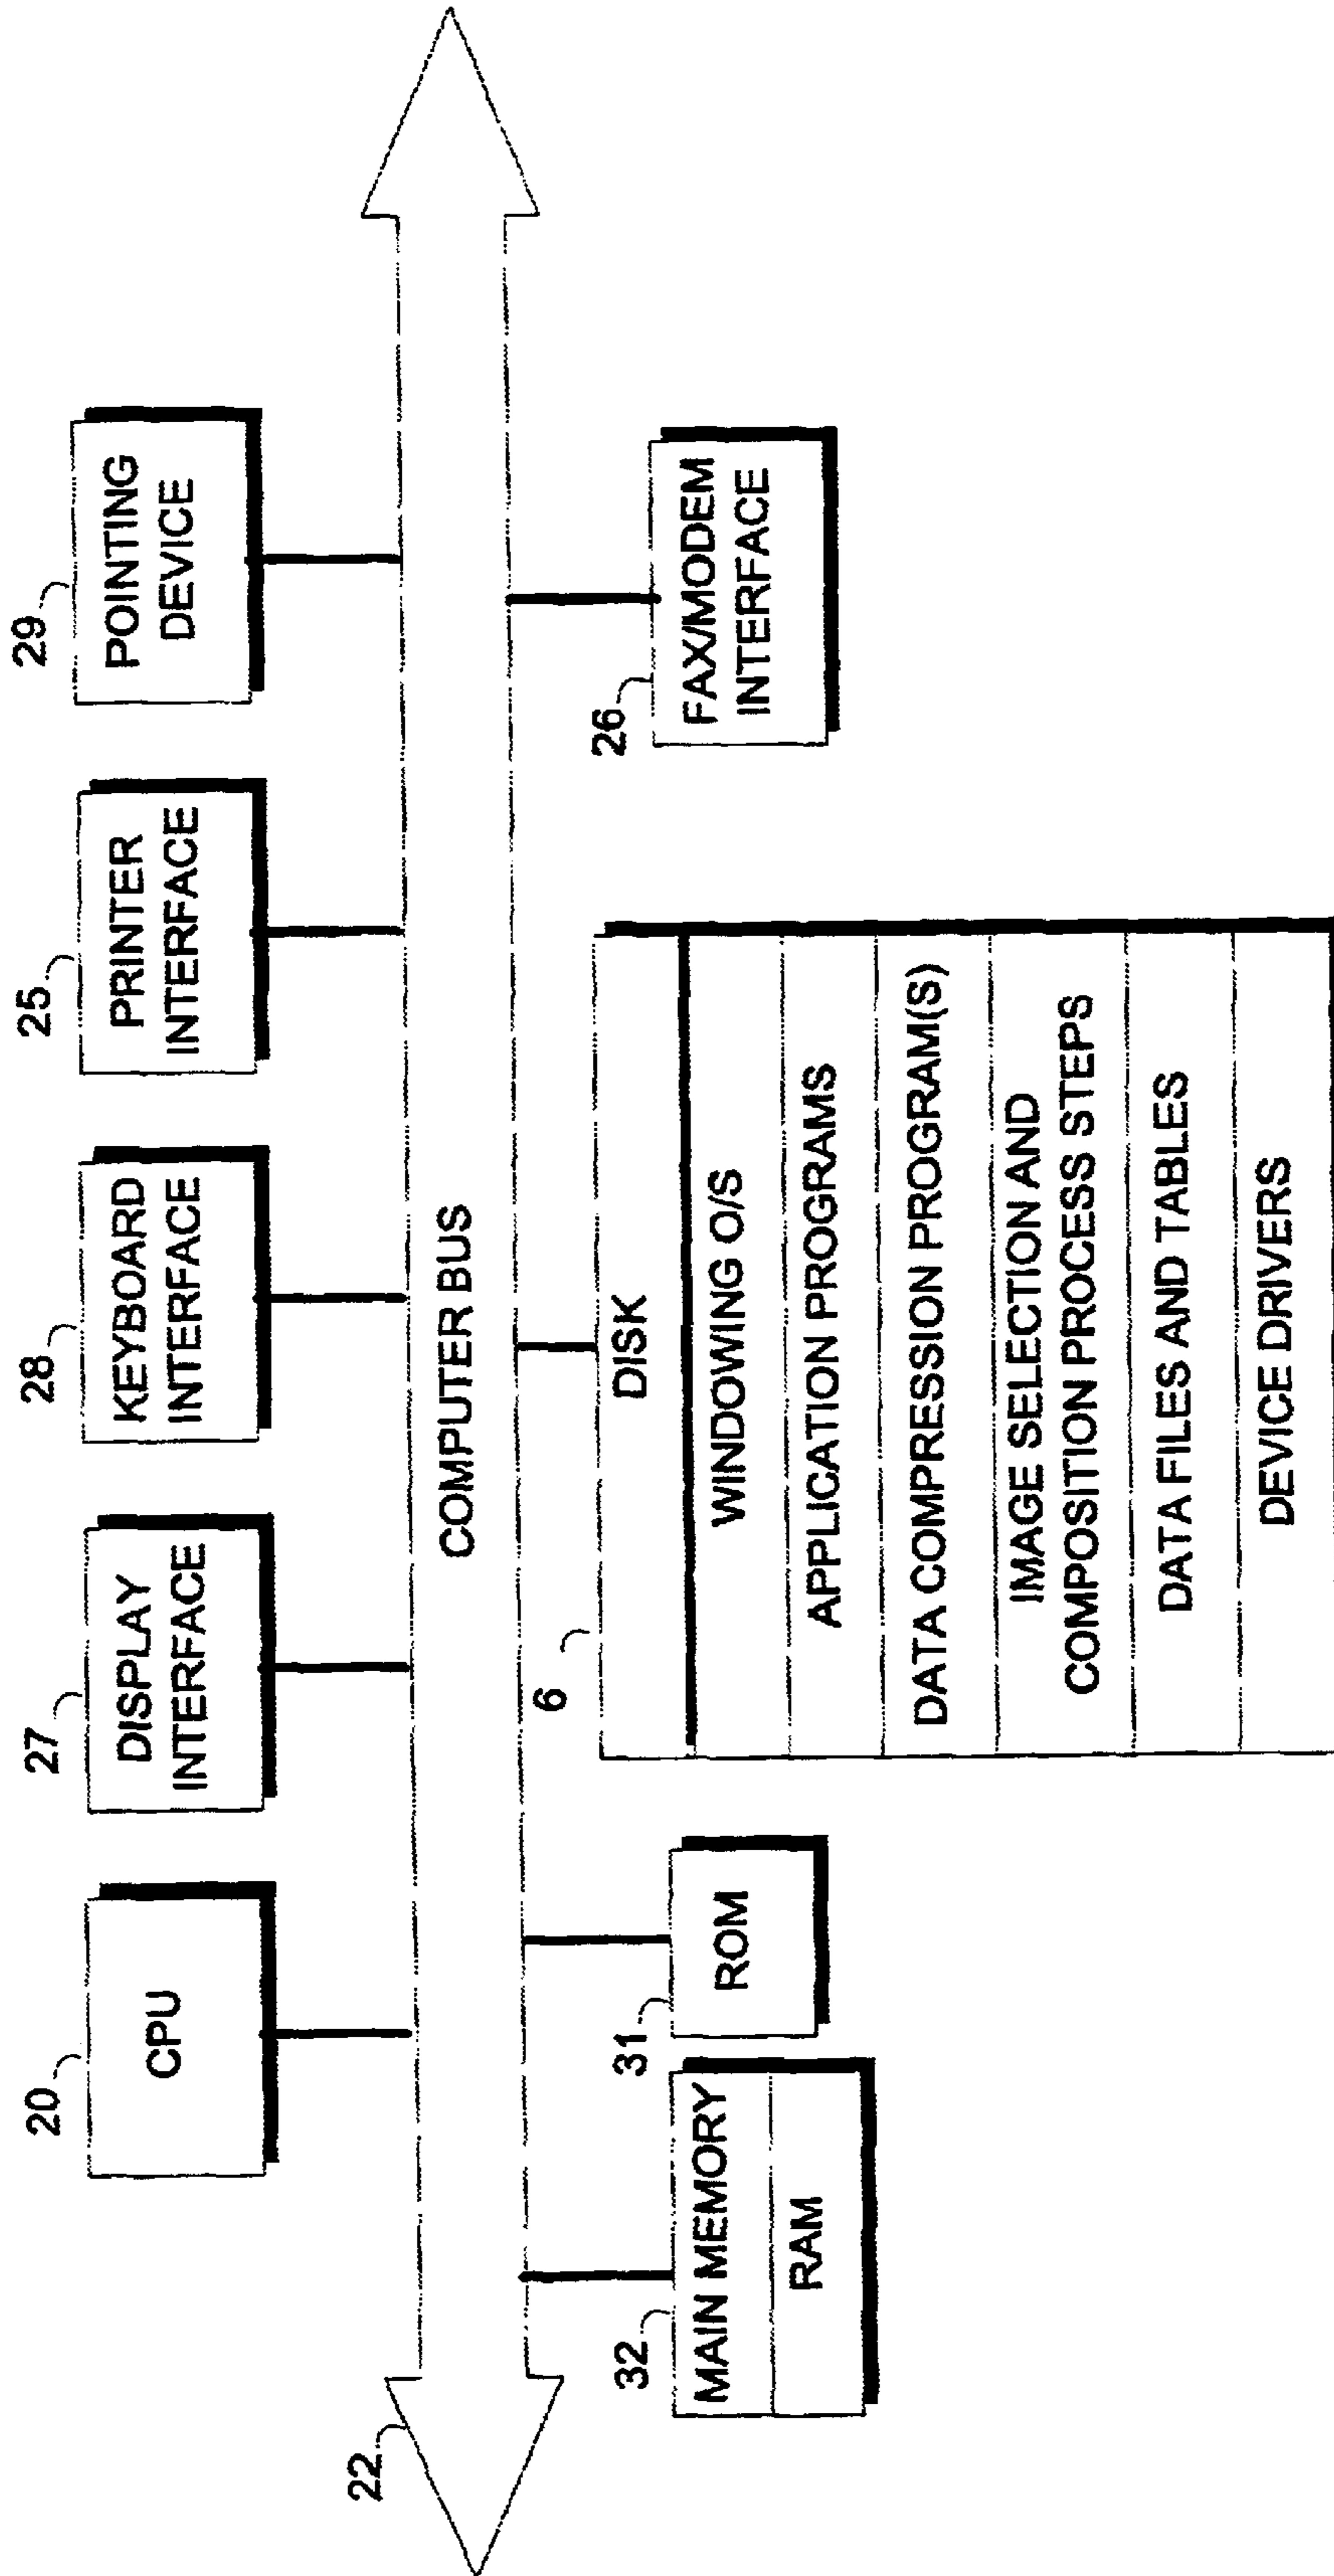 20
CPU
27
DISPLAY
INTERFACE
28
KEYBOARD
INTERFACE
25
PRINTER
INTERFACE
29
POINTING
DEVICE
22
COMPUTER BUS
32
MAIN MEMORY
RAM
31
ROM
6
DISK
WINDOWING O/S
APPLICATION PROGRAMS
DATA COMPRESSION PROGRAM(S)
IMAGE SELECTION AND
COMPOSITION PROCESS STEPS
DATA FILES AND TABLES
DEVICE DRIVERS
26
FAX/MODEM
INTERFACE